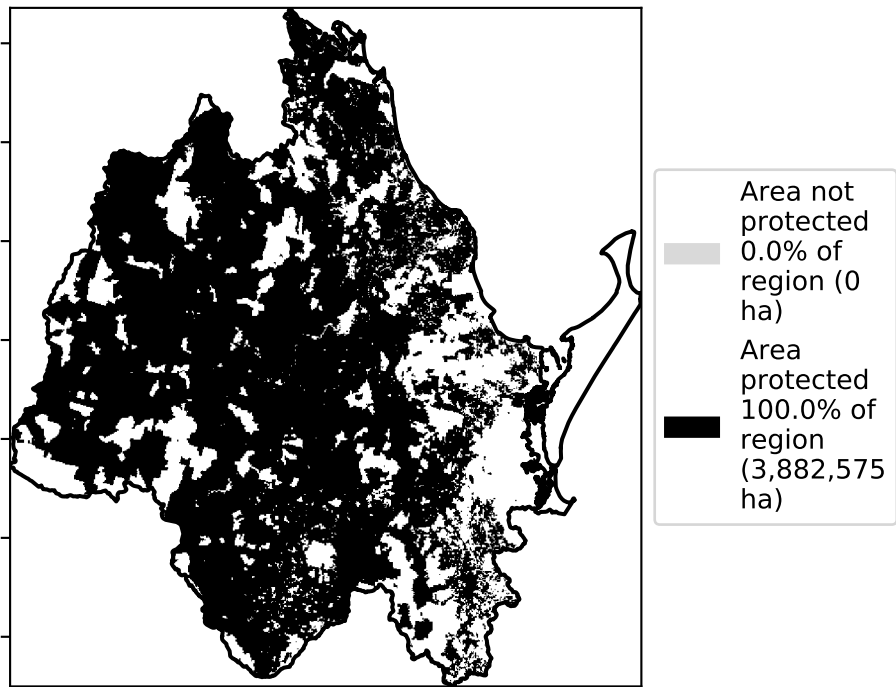 Area not
protected
0.0% of
region (0
ha)
Area
protected
100.0% of
region
(3,882,575
ha)